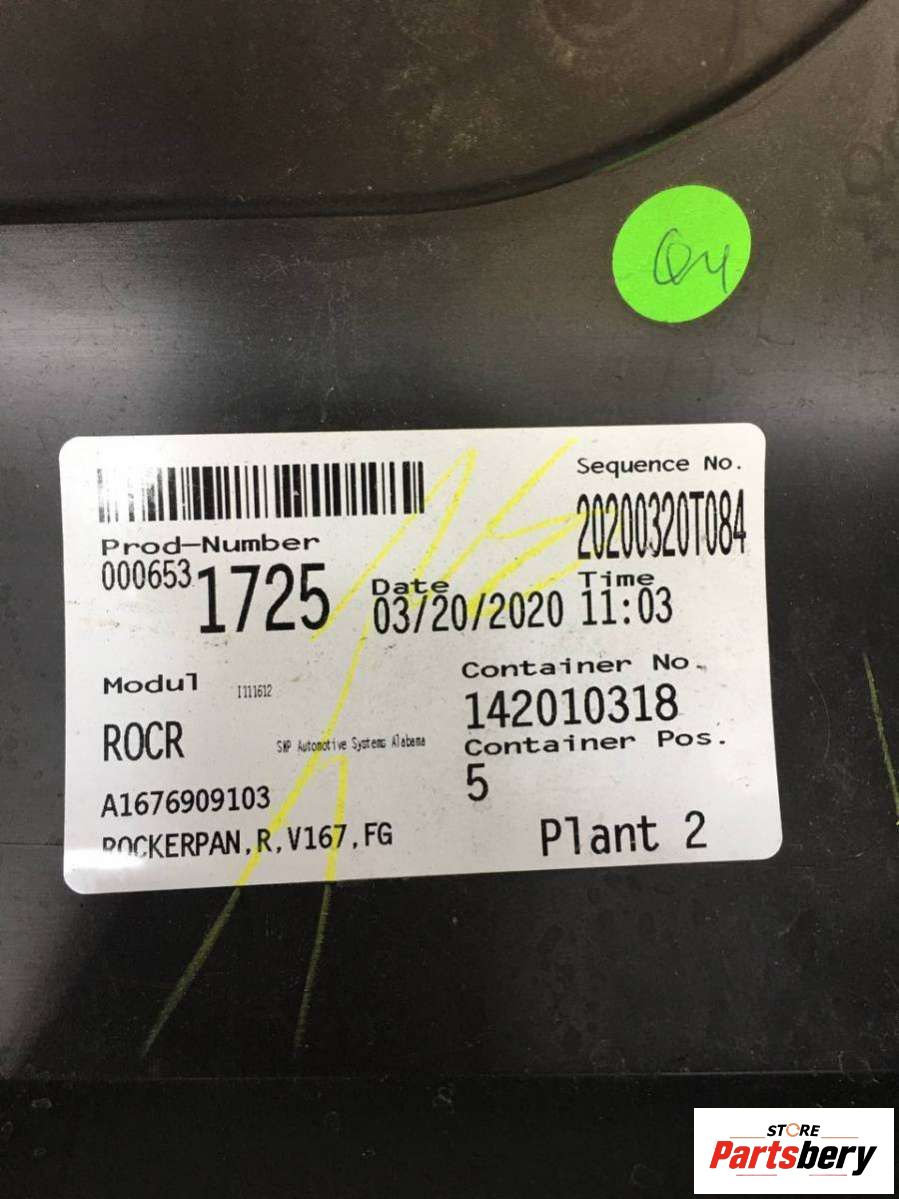 Sequence No.
20200320T084
Prod-Number
000653 1725
Date
03/20/2020
Time
11:03
Modul
I111612
ROCR
SMP Automotive Systems Alabama
A1676909103
ROCKERPAN,R,V167,FG
Container No.
142010318
Container Pos.
5
Plant 2
STORE
Partsbery